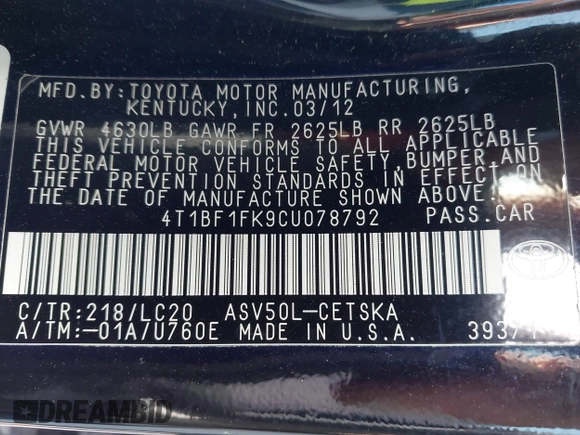 MFD. BY: TOYOTA MOTOR MANUFACTURING,
KENTUCKY, INC. 03/12
GVWR 4630LB GAWR FR 2625LB RR 2625LB
THIS VEHICLE CONFORMS TO ALL APPLICABLE
FEDERAL MOTOR VEHICLE SAFETY, BUMPER, AND
THEFT PREVENTION STANDARDS IN EFFECT ON
THE DATE OF MANUFACTURE SHOWN ABOVE.
4T1BF1FK9CU078792 PASS. CAR
C/TR:218/LC20 ASV50L-CETSKA
A/TM:-01A/U760E MADE IN U.S.A.
DREAMBID